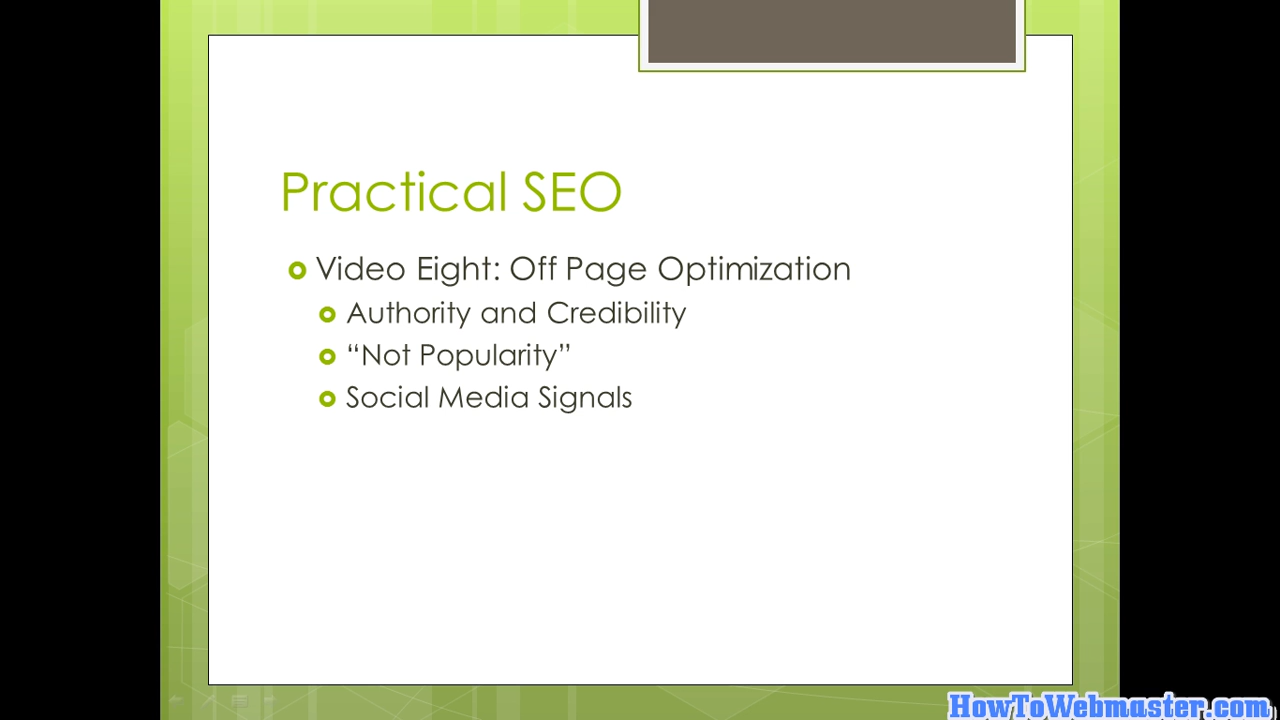 Practical SEO
Video Eight: Off Page Optimization
Authority and Credibility
“Not Popularity”
Social Media Signals
HowToWebmaster.com